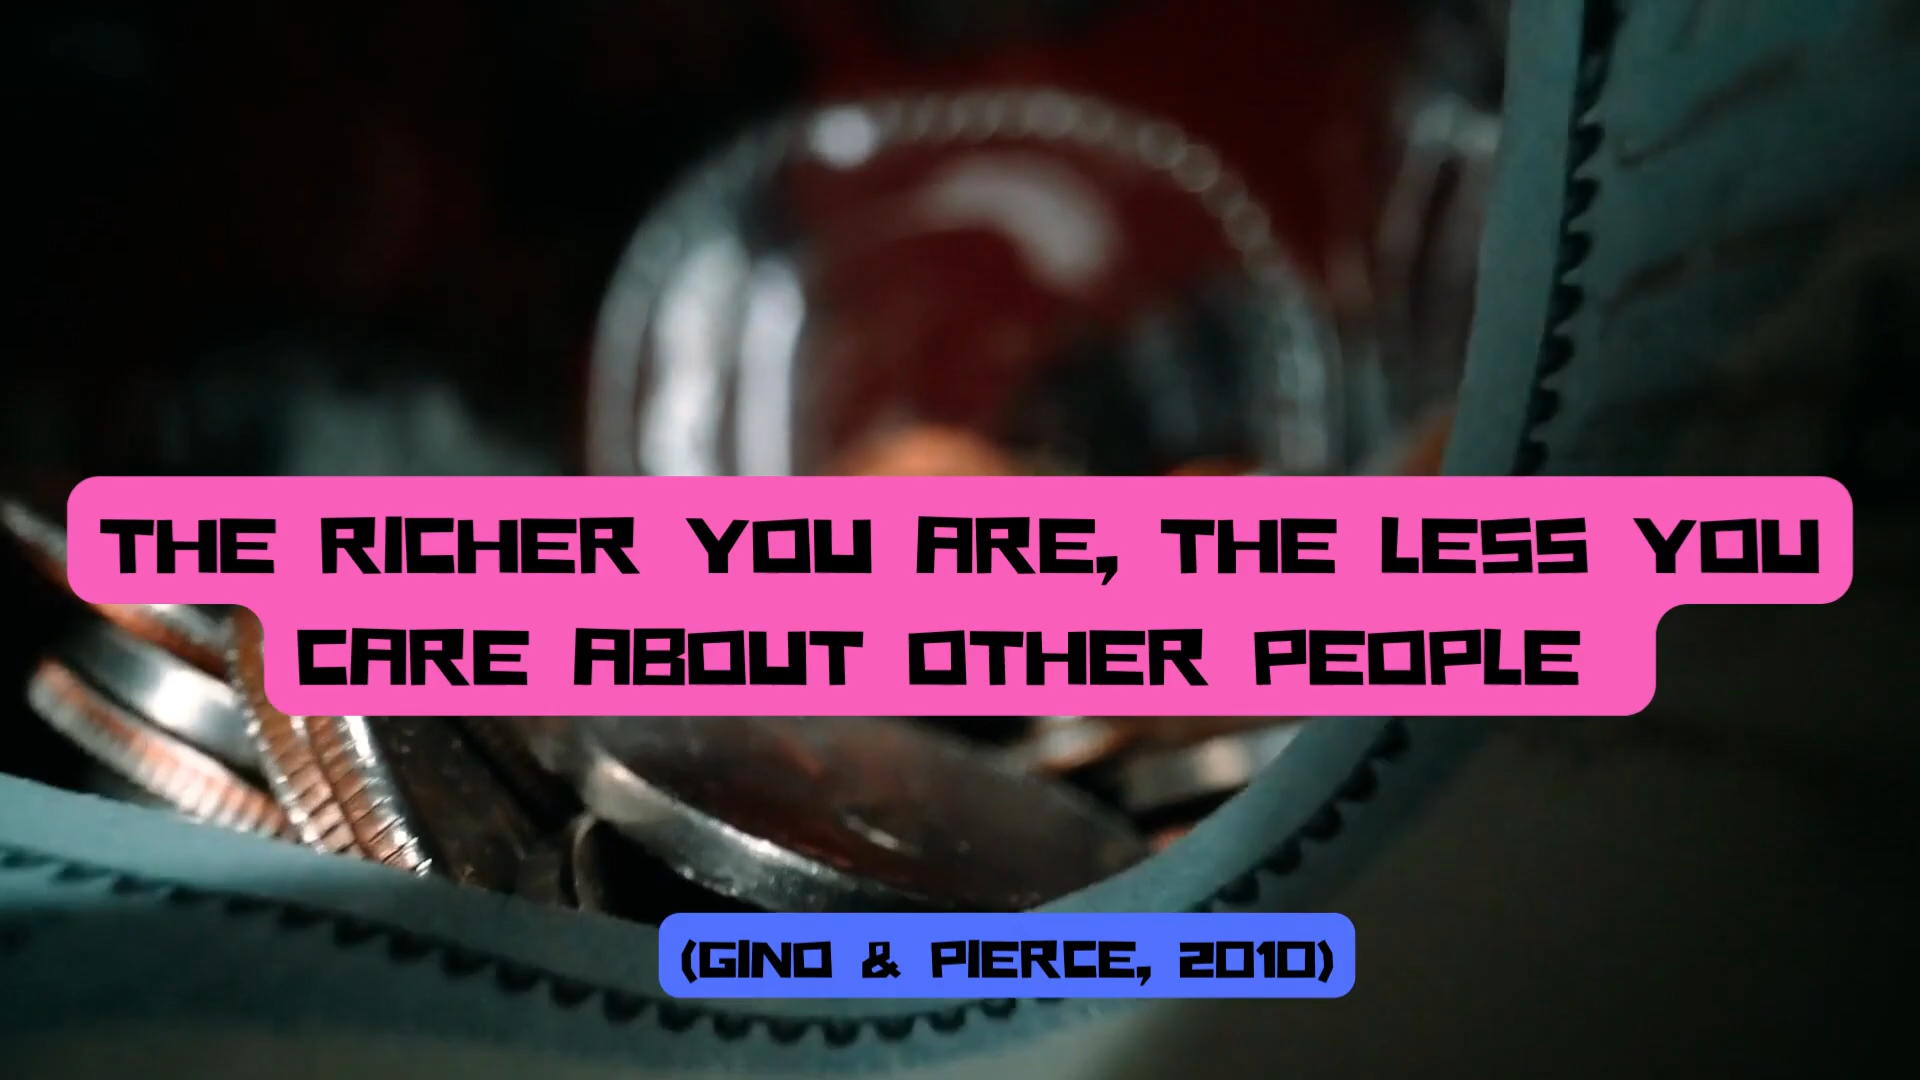 THE RICHER YOU ARE, THE LESS YOU
CARE ABOUT OTHER PEOPLE
(GINO & PIERCE, 2010)